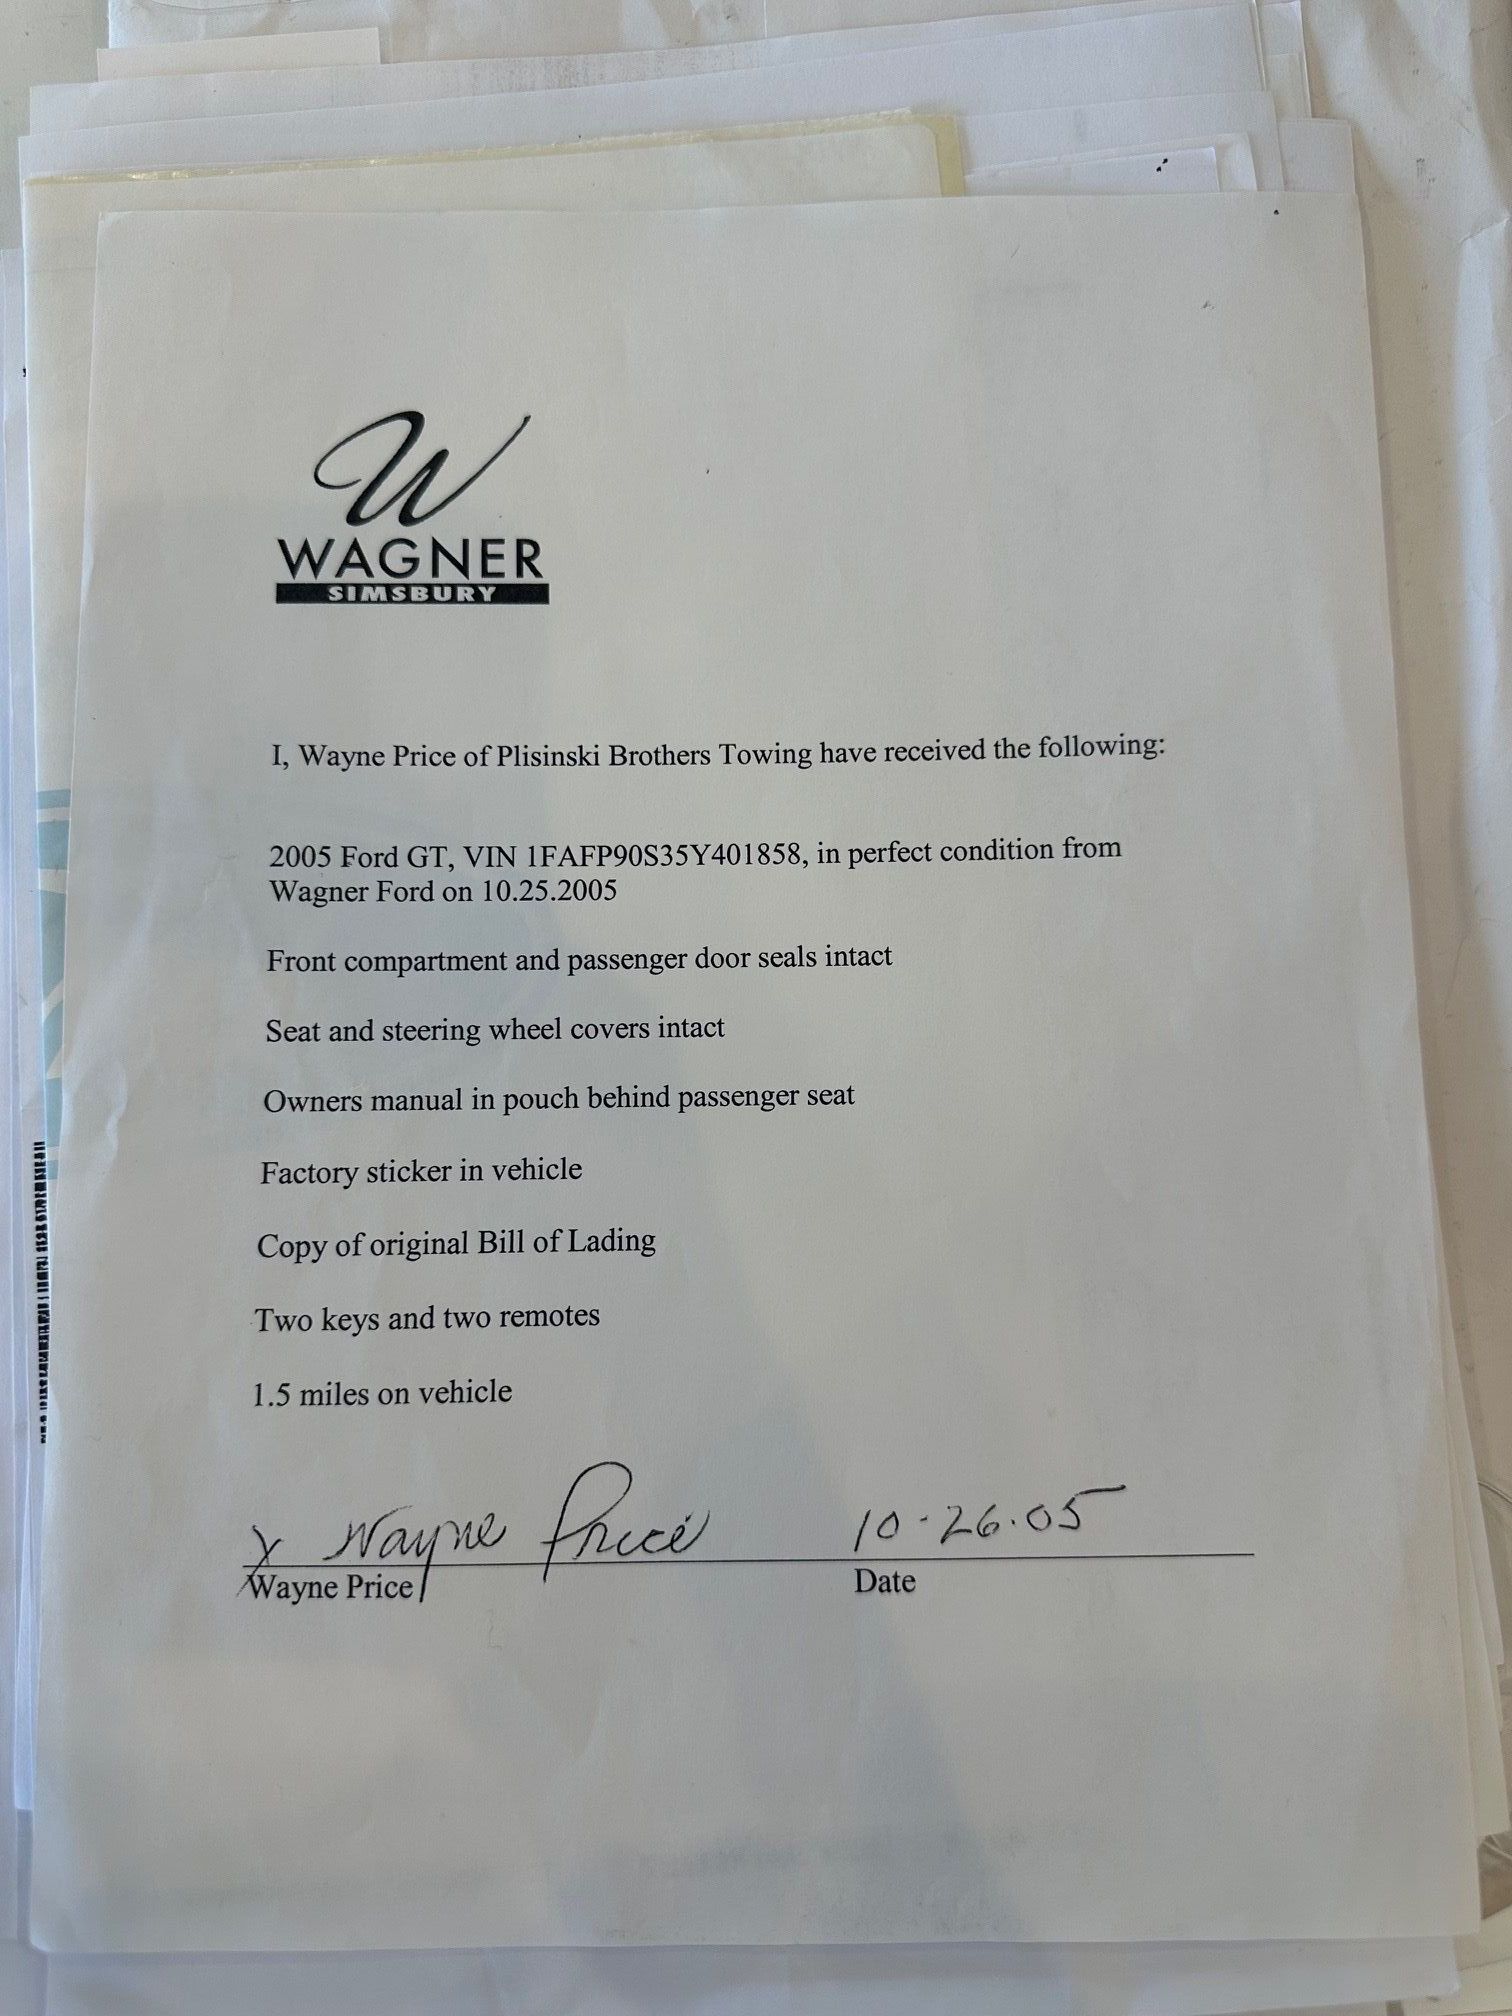 W
WAGNER
SIMSBURY
I, Wayne Price of Plisinski Brothers Towing have received the following:
2005 Ford GT, VIN 1FAFP90S35Y401858, in perfect condition from
Wagner Ford on 10.25.2005
Front compartment and passenger door seals intact
Seat and steering wheel covers intact
Owners manual in pouch behind passenger seat
Factory sticker in vehicle
Copy of original Bill of Lading
Two keys and two remotes
1.5 miles on vehicle
X Wayne Price 10-26.05
Wayne Price Date